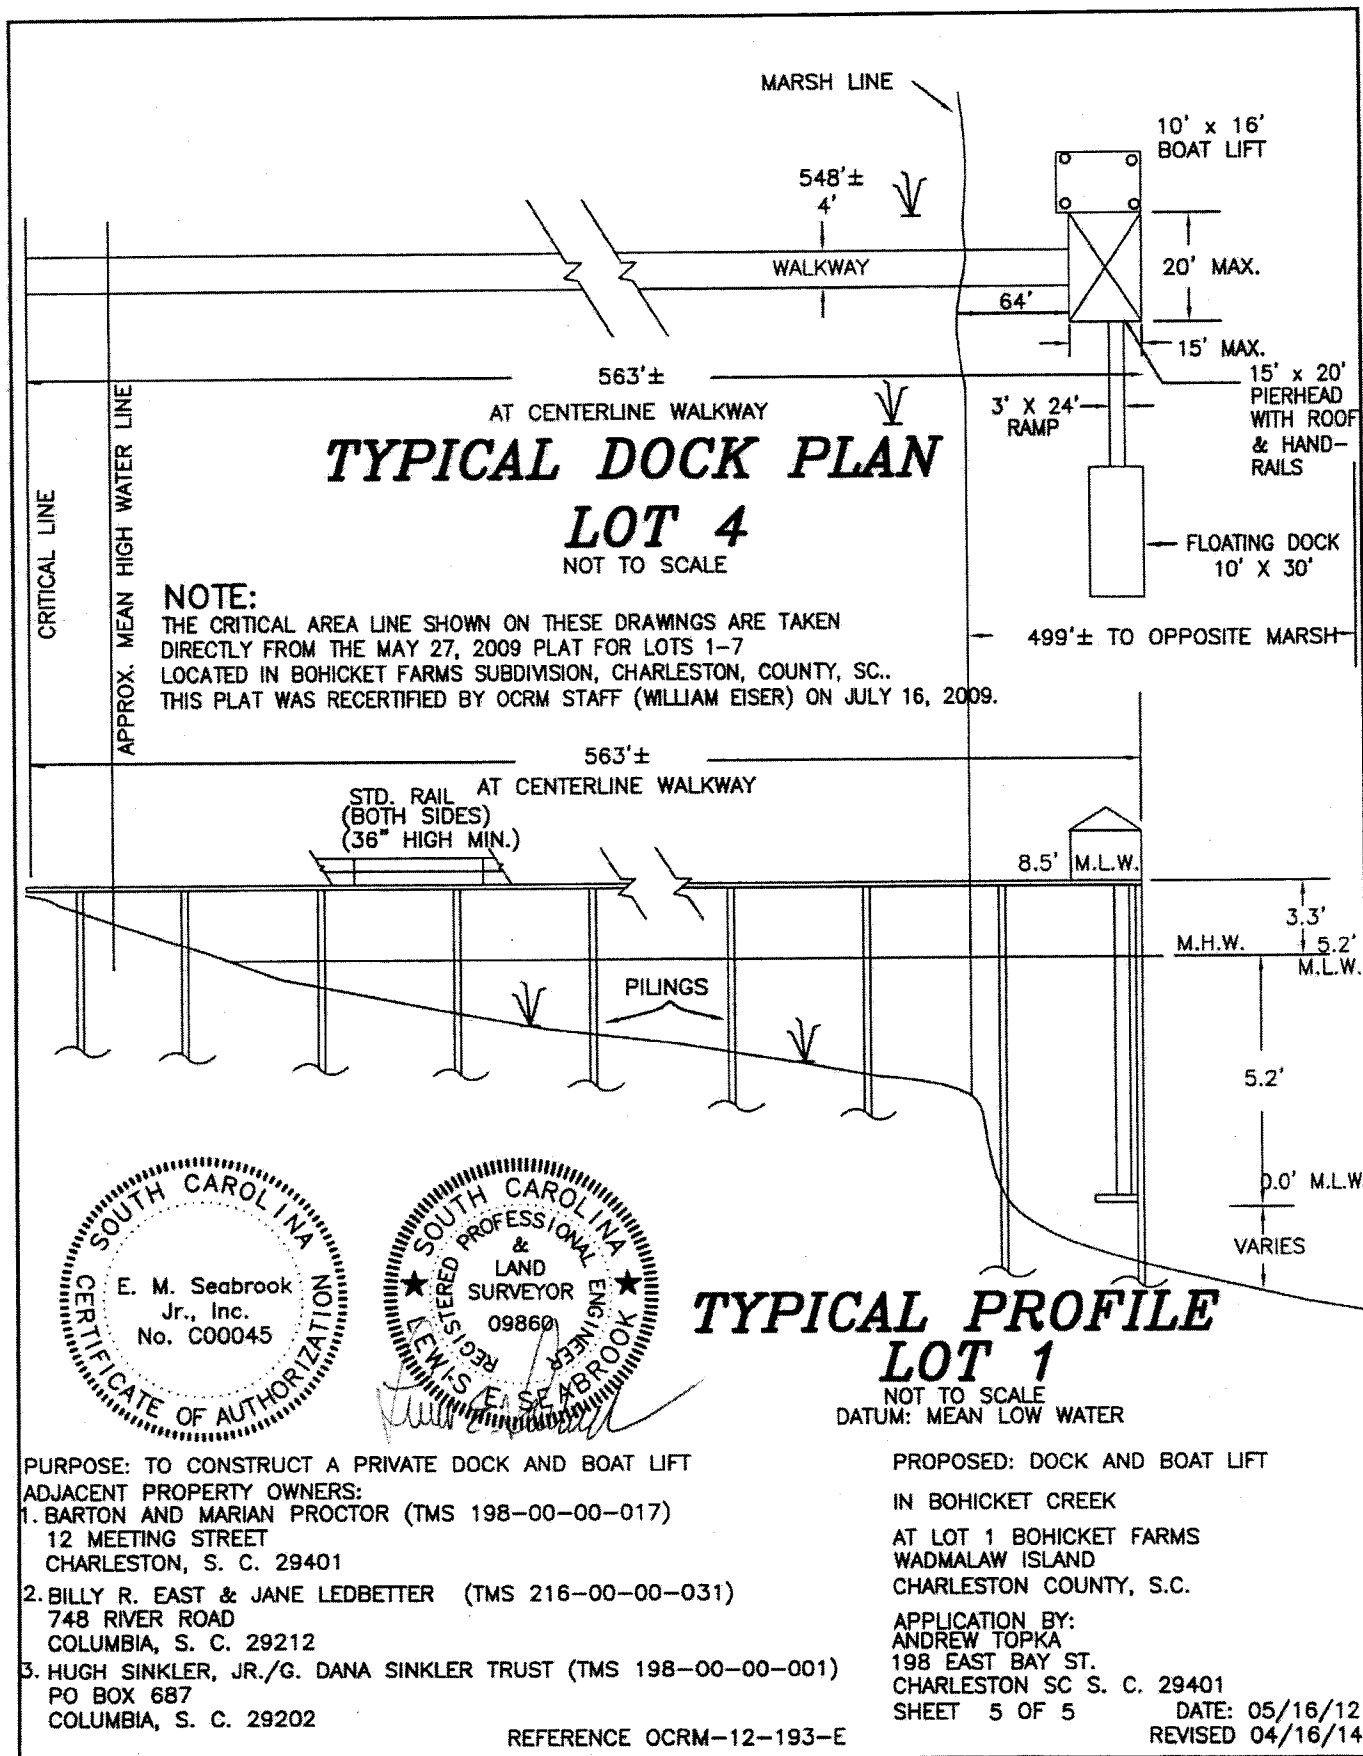 MARSH LINE
10' x 16'
BOAT LIFT
548'±
4'
WALKWAY
20' MAX.
64'
15' MAX.
563'±
AT CENTERLINE WALKWAY
3' X 24'
RAMP
15' x 20'
PIERHEAD
WITH ROOF
& HAND-
RAILS
TYPICAL DOCK PLAN
LOT 4
NOT TO SCALE
CRITICAL LINE
APPROX. MEAN HIGH WATER LINE
FLOATING DOCK
10' X 30'
NOTE:
THE CRITICAL AREA LINE SHOWN ON THESE DRAWINGS ARE TAKEN
DIRECTLY FROM THE MAY 27, 2009 PLAT FOR LOTS 1-7
LOCATED IN BOHICKET FARMS SUBDIVISION, CHARLESTON, COUNTY, SC..
THIS PLAT WAS RECERTIFIED BY OCRM STAFF (WILLIAM EISER) ON JULY 16, 2009.
499'± TO OPPOSITE MARSH
563'±
AT CENTERLINE WALKWAY
STD. RAIL
(BOTH SIDES)
(36" HIGH MIN.)
8.5' M.L.W.
3.3'
M.H.W. 5.2'
M.L.W.
PILINGS
5.2'
0.0' M.L.W
VARIES
SOUTH CAROLINA
E. M. Seabrook
Jr., Inc.
No. C00045
CERTIFICATE OF AUTHORIZATION
SOUTH CAROLINA
REGISTERED PROFESSIONAL ENGINEER
&
LAND
SURVEYOR
09860
LEWIS E. SEABROOK
TYPICAL PROFILE
LOT 1
NOT TO SCALE
DATUM: MEAN LOW WATER
PURPOSE: TO CONSTRUCT A PRIVATE DOCK AND BOAT LIFT
ADJACENT PROPERTY OWNERS:
1. BARTON AND MARIAN PROCTOR (TMS 198-00-00-017)
12 MEETING STREET
CHARLESTON, S. C. 29401
2. BILLY R. EAST & JANE LEDBETTER (TMS 216-00-00-031)
748 RIVER ROAD
COLUMBIA, S. C. 29212
3. HUGH SINKLER, JR./G. DANA SINKLER TRUST (TMS 198-00-00-001)
PO BOX 687
COLUMBIA, S. C. 29202
REFERENCE OCRM-12-193-E
PROPOSED: DOCK AND BOAT LIFT
IN BOHICKET CREEK
AT LOT 1 BOHICKET FARMS
WADMALAW ISLAND
CHARLESTON COUNTY, S.C.
APPLICATION BY:
ANDREW TOPKA
198 EAST BAY ST.
CHARLESTON SC S. C. 29401
SHEET 5 OF 5 DATE: 05/16/12
REVISED 04/16/14